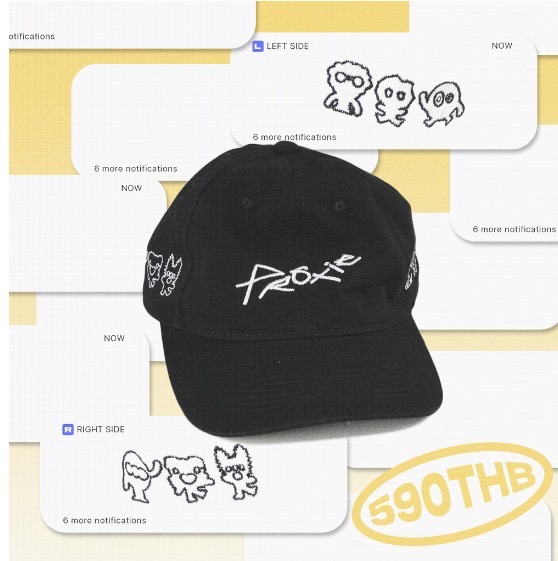 otifications
L LEFT SIDE
NOW
6 more notifications
6 more notifications
NOW
6 more notifications
PROXIE
NOW
R RIGHT SIDE
6 more notifications
590THB